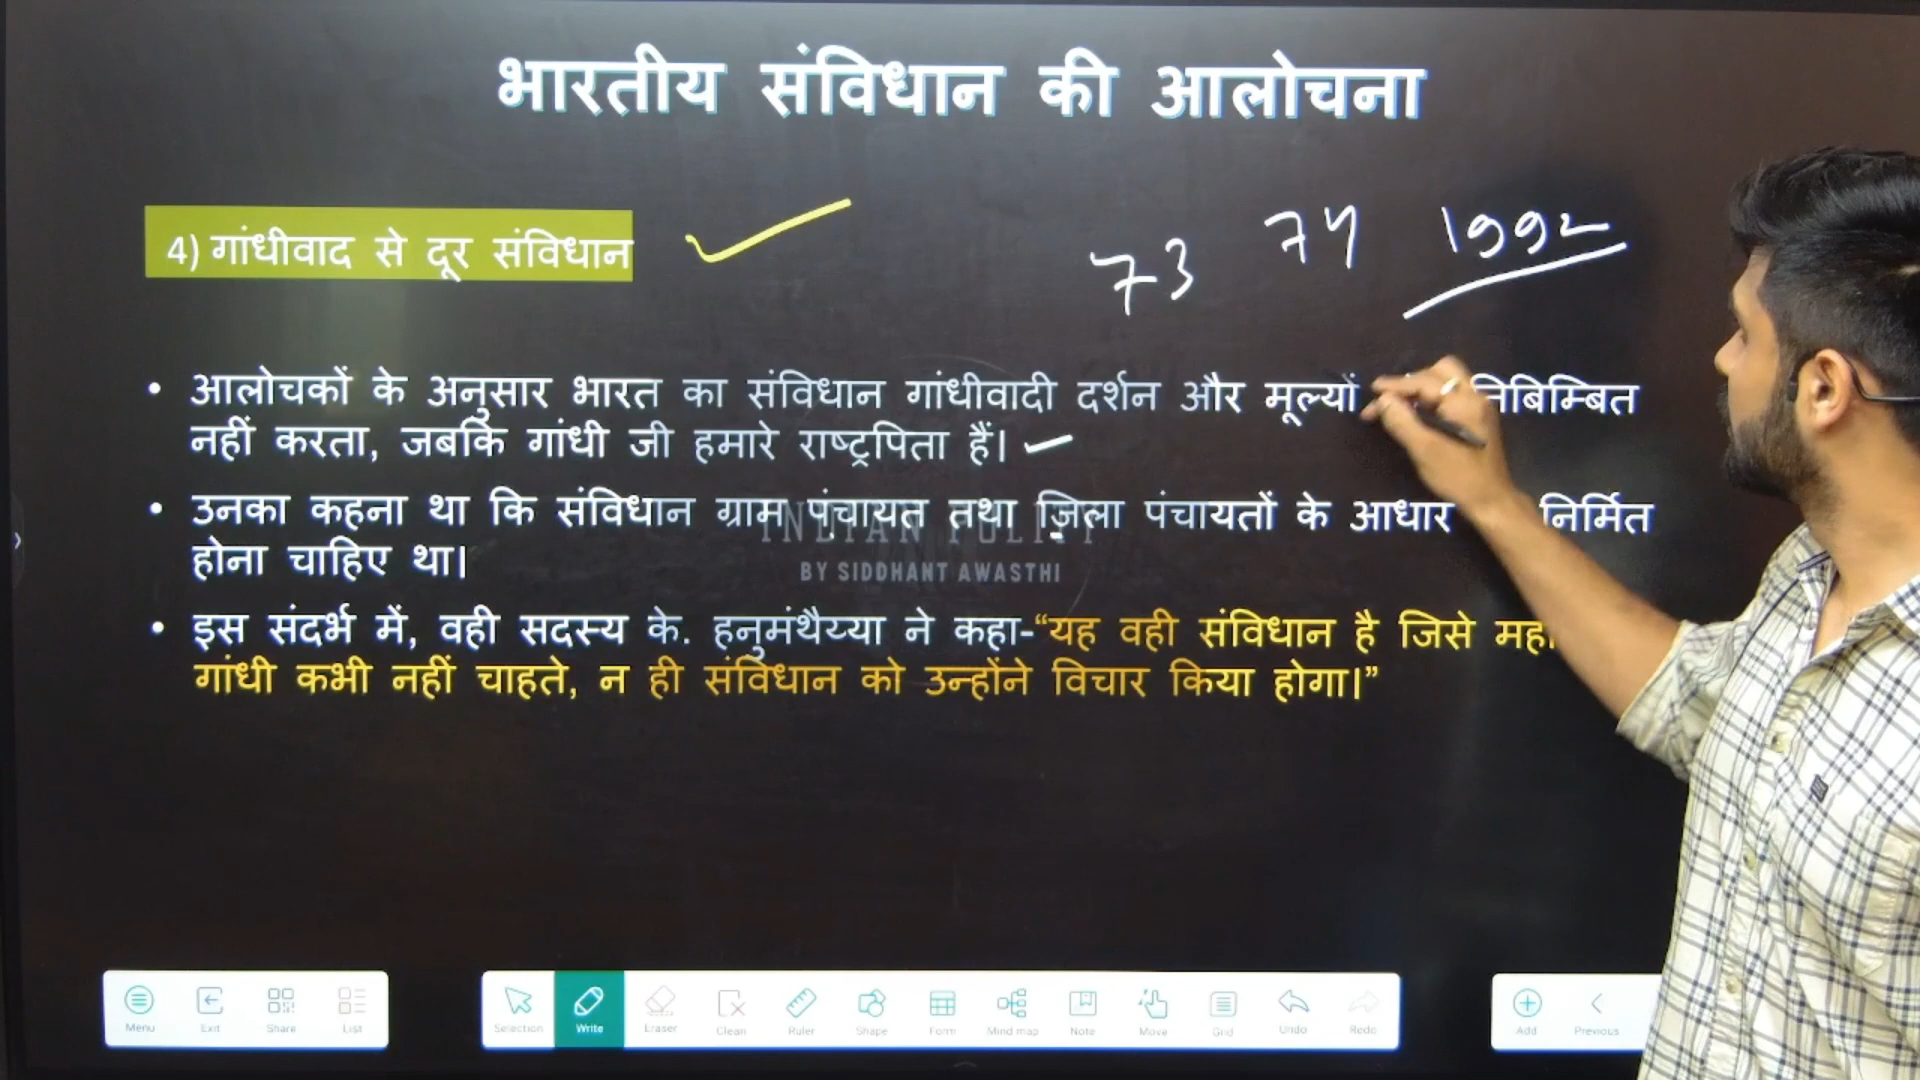 भारतीय संविधान की आलोचना
4) गांधीवाद से दूर संविधान
73 74 1992
• आलोचकों के अनुसार भारत का संविधान गांधीवादी दर्शन और मूल्यों
नहीं करता, जबकि गांधी जी हमारे राष्ट्रपिता हैं।
• उनका कहना था कि संविधान ग्राम पंचायत तथा ज़िला पंचायतों के आधार निर्मित
होना चाहिए था।
INDIAN POLITY
BY SIDDHANT AWASTHI
• इस संदर्भ में, वही सदस्य के. हनुमंथैय्या ने कहा-“यह वही संविधान है जिसे
गांधी कभी नहीं चाहते, न ही संविधान को उन्होंने विचार किया होगा।”
Menu Exit Share List Selection Write Eraser Clean Ruler Shape Form Mind map Note Move Grid Undo Redo Add Previous